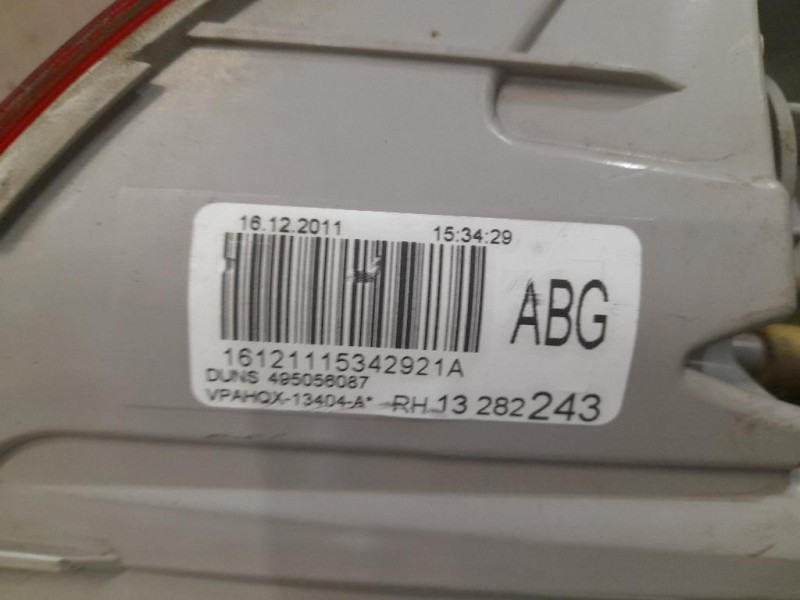 16.12.2011 15:34:29
ABG
16121115342921A
DUNS 495056087
VPAHQX-13404-A* RH 13 282 243